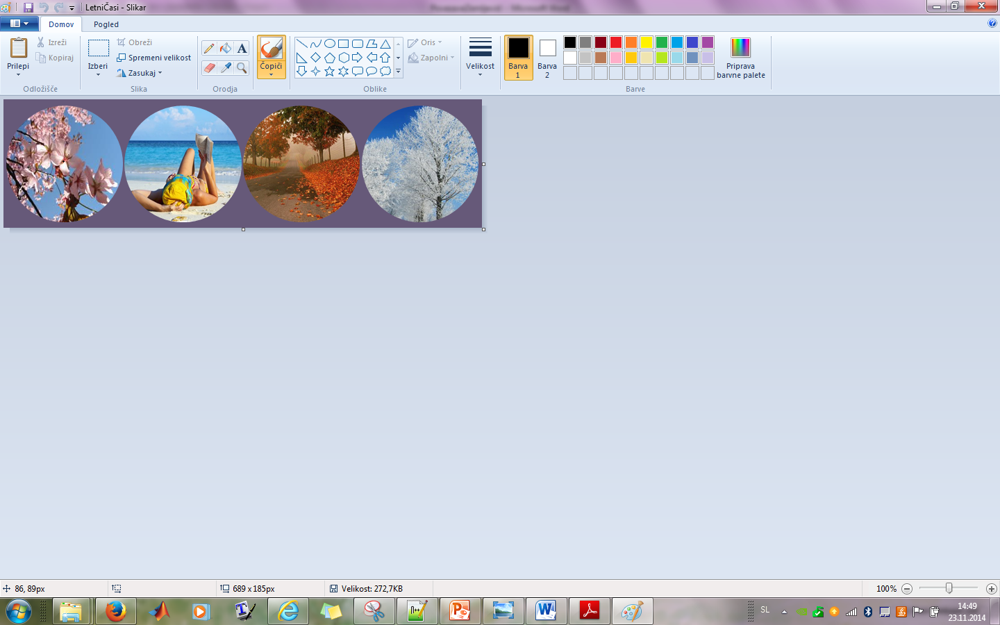 LetniČasi - Slikar
Domov
Pogled
Prilepi
Izreži
Kopiraj
Odložišče
Izberi
Obreži
Spremeni velikost
Zasukaj
Slika
A
Orodja
Čopiči
Oblike
Oris
Zapolni
Velikost
Barva
1
Barva
2
Barve
Priprava
barvne palete
86, 89px
689 x 185px
Velikost: 272,7KB
100%
SL
14:49
23.11.2014